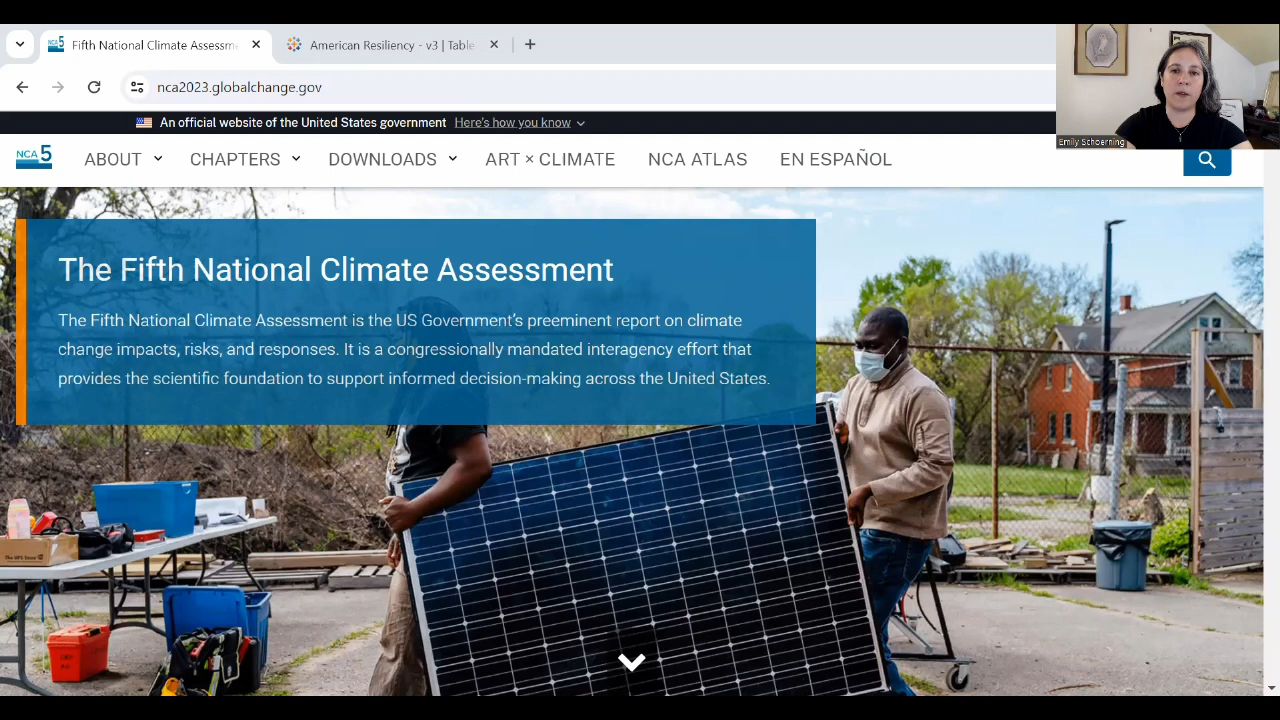 Fifth National Climate Assessm
American Resiliency - v3 | Table
nca2023.globalchange.gov
An official website of the United States government Here's how you know
Emily Schoerning
NCA 5
ABOUT CHAPTERS DOWNLOADS ART × CLIMATE NCA ATLAS EN ESPAÑOL
The Fifth National Climate Assessment
The Fifth National Climate Assessment is the US Government's preeminent report on climate
change impacts, risks, and responses. It is a congressionally mandated interagency effort that
provides the scientific foundation to support informed decision-making across the United States.